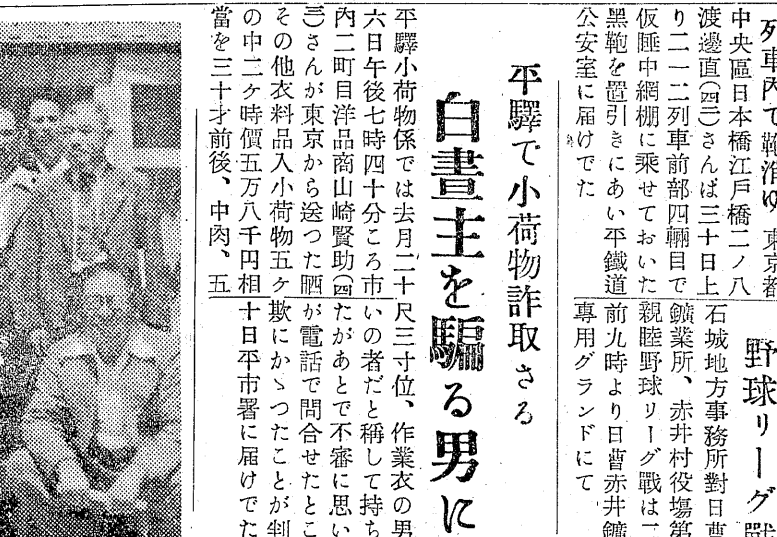 列車内で鞄消ゆ 東京都
中央區日本橋江戸橋二ノ八
渡邊直(四三)さんば三十日上
り二一二列車前部四輛目で
仮睡中網棚に乘せておいた
黑鞄を置引きにあい平鐵道
公安室に届けでた
野球リーグ戰
石城地方事務所對日曹
鑛業所、赤井村役場第
親睦野球リーグ戰は二
前九時より日曹赤井鑛
専用グランドにて
平驛で小荷物詐取さる
白晝主を騙る男に
平驛小荷物係では去月二十
六日午後七時四十分ころ市
内二町目洋品商山崎賢助(四
三)さんが東京から送つた晒
その他衣料品入小荷物五ケ
の中二ケ時價五万八千円相
當を三十才前後、中肉、五
尺三寸位、作業衣の男
いの者だと稱して持ち
たがあとで不審に思い
が電話で問合せたとこ
欺にかゝつたことが判
十日平市署に届けでた